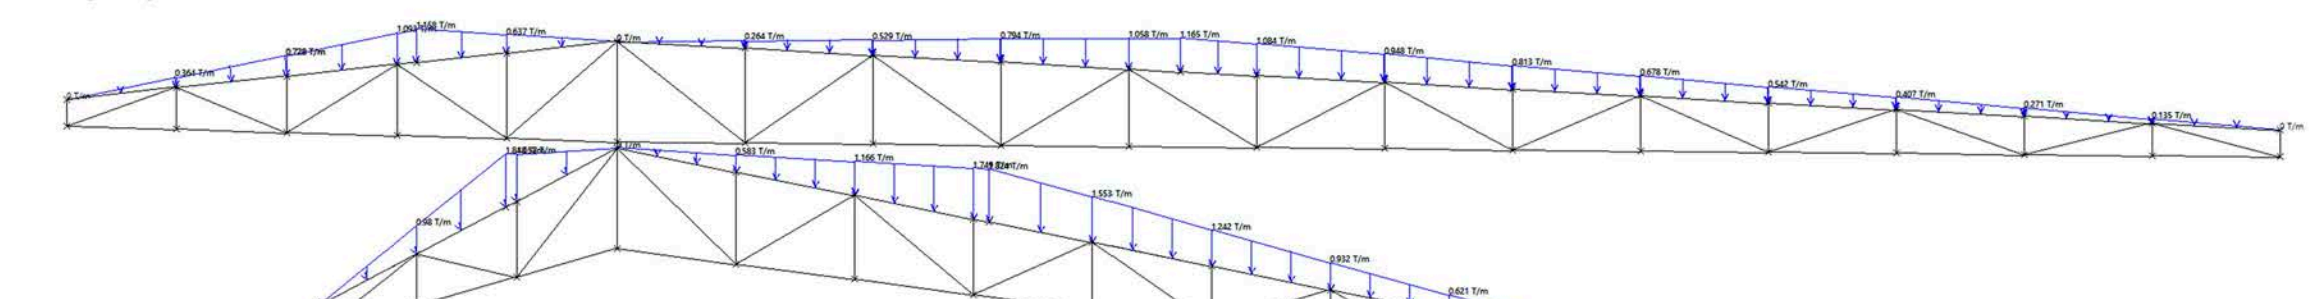 0 T/m
0.364 T/m
0.728 T/m
0.637 T/m
0 T/m
0.264 T/m
0.529 T/m
0.794 T/m
1.058 T/m
1.165 T/m
1.084 T/m
0.948 T/m
0.813 T/m
0.678 T/m
0.542 T/m
0.407 T/m
0.271 T/m
0.135 T/m
0 T/m
0.98 T/m
0.583 T/m
1.166 T/m
1.553 T/m
1.242 T/m
0.932 T/m
0.621 T/m